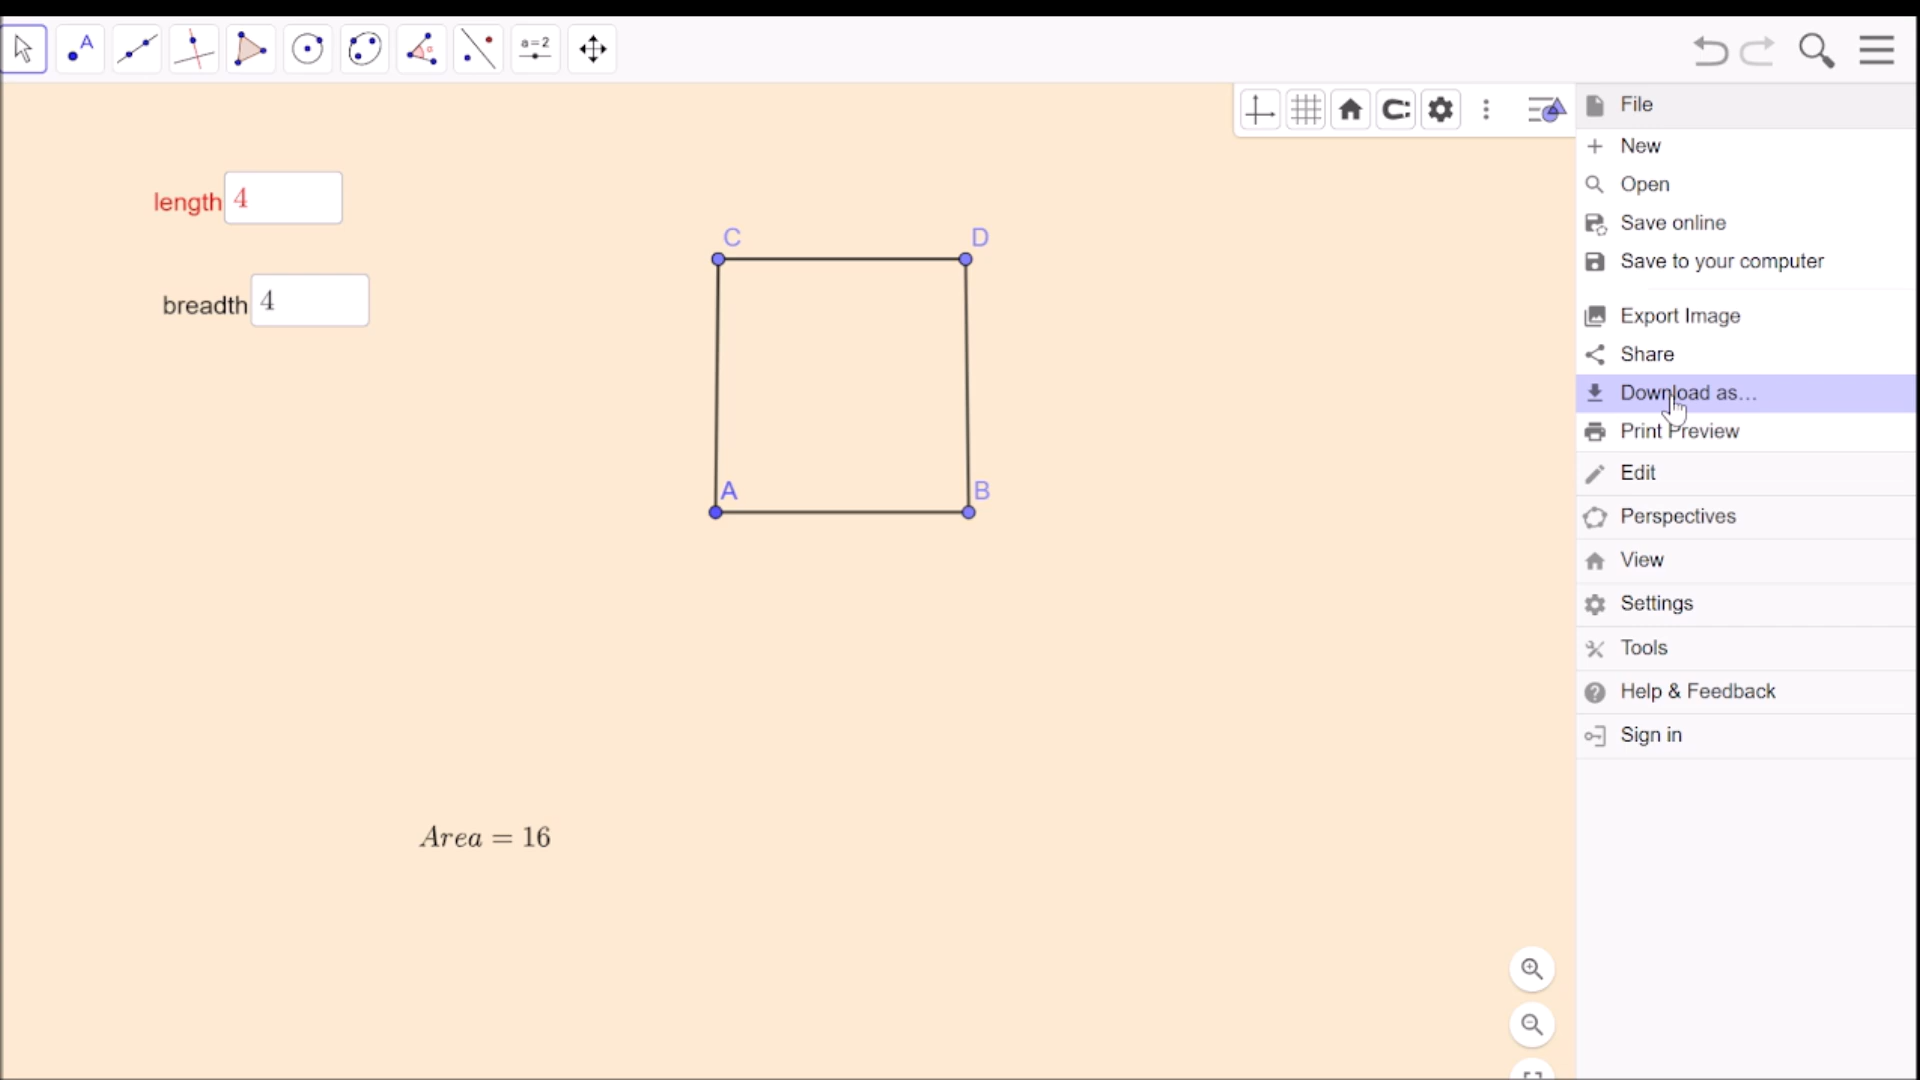 A
a=2
File
New
Open
Save online
Save to your computer
Export Image
Share
Download as...
Print Preview
Edit
Perspectives
View
Settings
Tools
Help & Feedback
Sign in
length 4
breadth 4
C D
A B
Area = 16